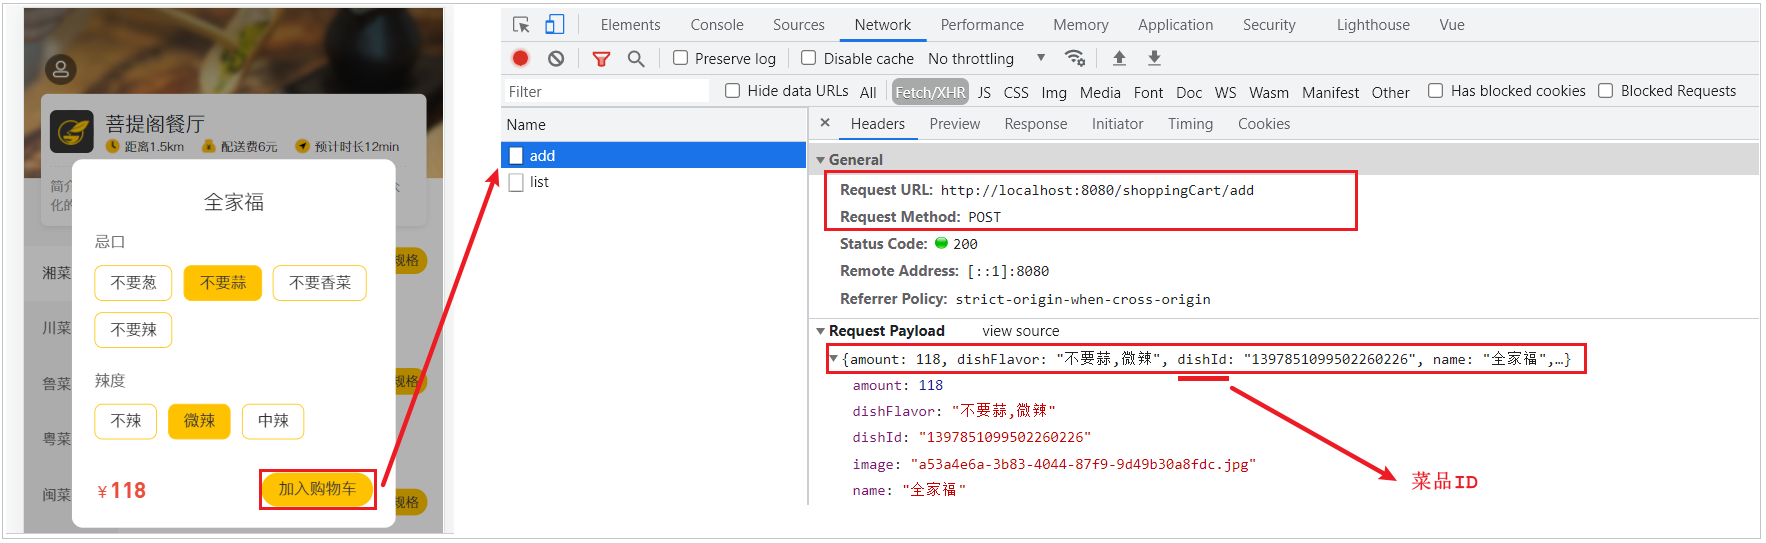 菩提阁餐厅
距离1.5km 配送费6元 预计时长12min
简介
化的
全家福
忌口
不要葱 不要蒜 不要香菜
不要辣
辣度
不辣 微辣 中辣
¥118 加入购物车
湘菜
川菜
鲁菜
粤菜
闽菜
规格
规格
规格
Elements Console Sources Network Performance Memory Application Security Lighthouse Vue
Preserve log Disable cache No throttling
Filter Hide data URLs All Fetch/XHR JS CSS Img Media Font Doc WS Wasm Manifest Other Has blocked cookies Blocked Requests
Name
add
list
× Headers Preview Response Initiator Timing Cookies
General
Request URL: http://localhost:8080/shoppingCart/add
Request Method: POST
Status Code: 200
Remote Address: [::1]:8080
Referrer Policy: strict-origin-when-cross-origin
Request Payload view source
{amount: 118, dishFlavor: "不要蒜,微辣", dishId: "1397851099502260226", name: "全家福",…}
amount: 118
dishFlavor: "不要蒜,微辣"
dishId: "1397851099502260226"
image: "a53a4e6a-3b83-4044-87f9-9d49b30a8fdc.jpg"
name: "全家福"
菜品ID